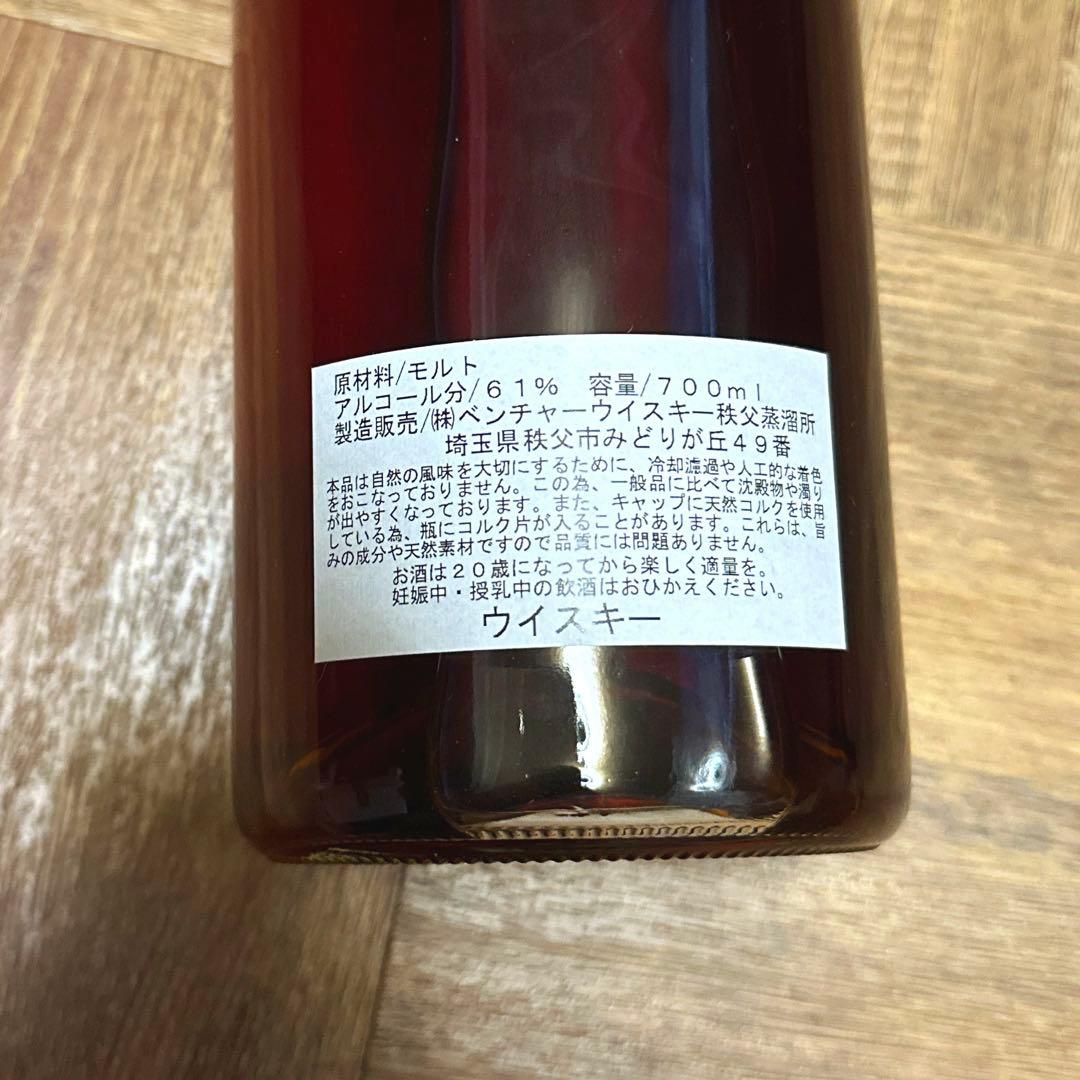 原材料/モルト
アルコール分/61% 容量/700ml
製造販売/㈱ベンチャーウイスキー秩父蒸溜所
埼玉県秩父市みどりが丘49番
本品は自然の風味を大切にするために、冷却濾過や人工的な着色
をおこなっておりません。この為、一般品に比べて沈殿物や濁り
が出やすくなっております。また、キャップに天然コルクを使用
している為、瓶にコルク片が入ることがあります。これらは、旨
みの成分や天然素材ですので品質には問題ありません。
お酒は20歳になってから楽しく適量を。
妊娠中・授乳中の飲酒はおひかえください。
ウイスキー